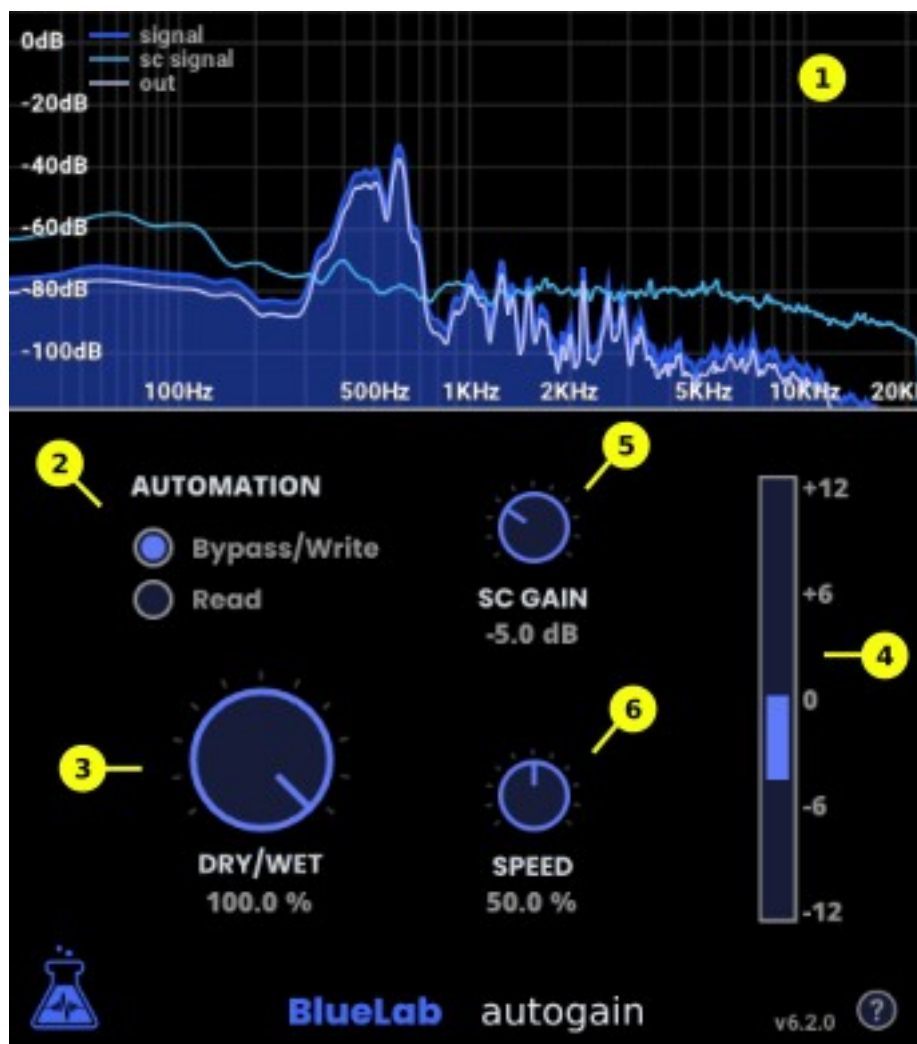 0dB
signal
sc signal
out
1
-20dB
-40dB
-60dB
-80dB
-100dB
100Hz 500Hz 1KHz 2KHz 5KHz 10KHz 20K
2
AUTOMATION
Bypass/Write
Read
5
SC GAIN
-5.0 dB
+12
+6
0
-6
-12
4
3
DRY/WET
100.0 %
6
SPEED
50.0 %
BlueLab autogain
v6.2.0 ?